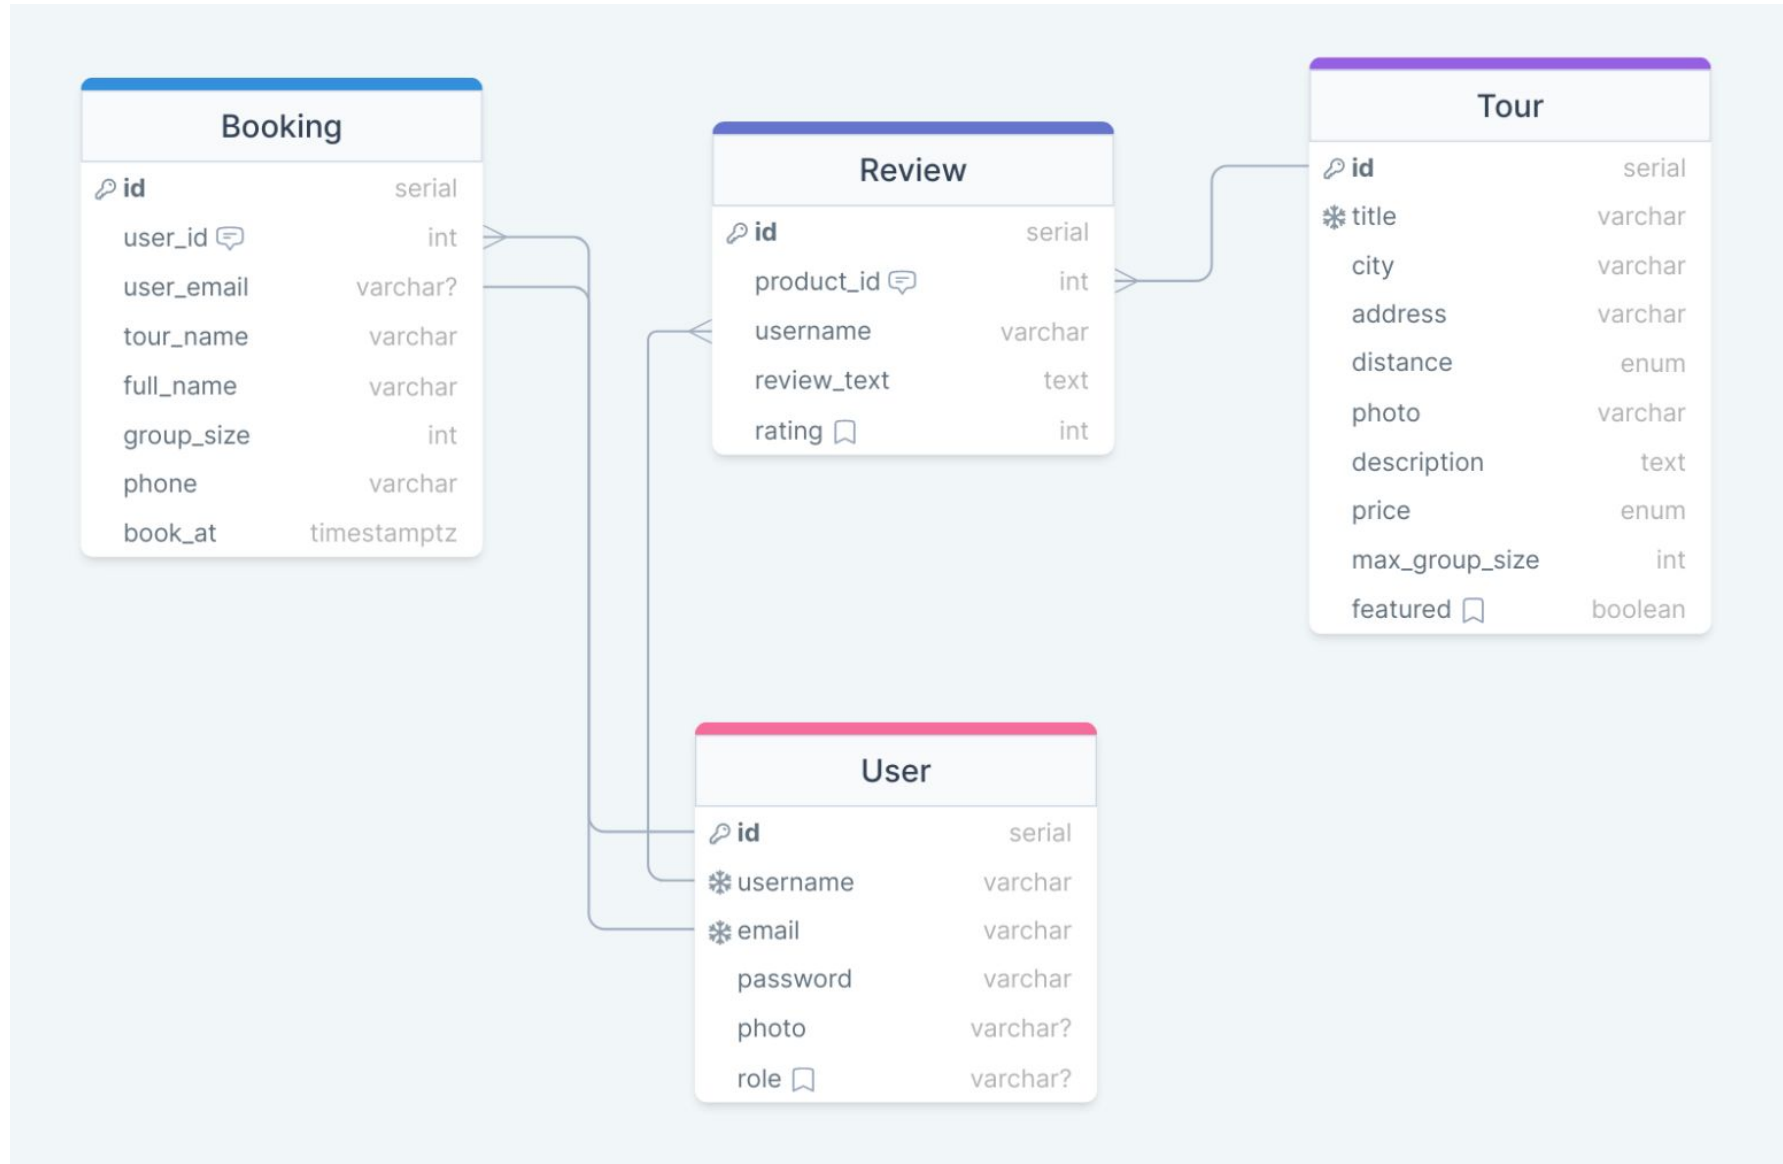 Booking
id serial
user_id int
user_email varchar?
tour_name varchar
full_name varchar
group_size int
phone varchar
book_at timestamptz
Review
id serial
product_id int
username varchar
review_text text
rating int
Tour
id serial
title varchar
city varchar
address varchar
distance enum
photo varchar
description text
price enum
max_group_size int
featured boolean
User
id serial
username varchar
email varchar
password varchar
photo varchar?
role varchar?